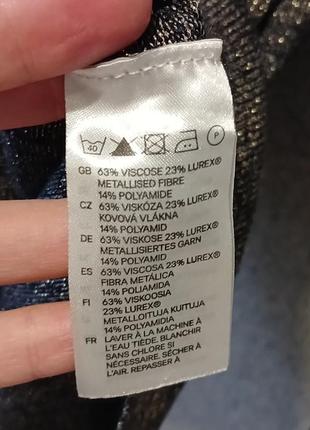 40 P
GB 63% VISCOSE 23% LUREX®
METALLISED FIBRE
14% POLYAMIDE
CZ 63% VISKÓZA 23% LUREX®
KOVOVÁ VLÁKNA
14% POLYAMID
DE 63% VISKOSE 23% LUREX®
METALLISIERTES GARN
14% POLYAMID
ES 63% VISCOSA 23% LUREX®
FIBRA METÁLICA
14% POLIAMIDA
FI 63% VISKOOSIA
23% LUREX®
METALLOITUJA KUITUJA
14% POLYAMIDIA
FR LAVER À LA MACHINE À
L'EAU TIÈDE. BLANCHIR
SANS CHLORE SI
NÉCESSAIRE. SÉCHER À
L'AIR. REPASSER À